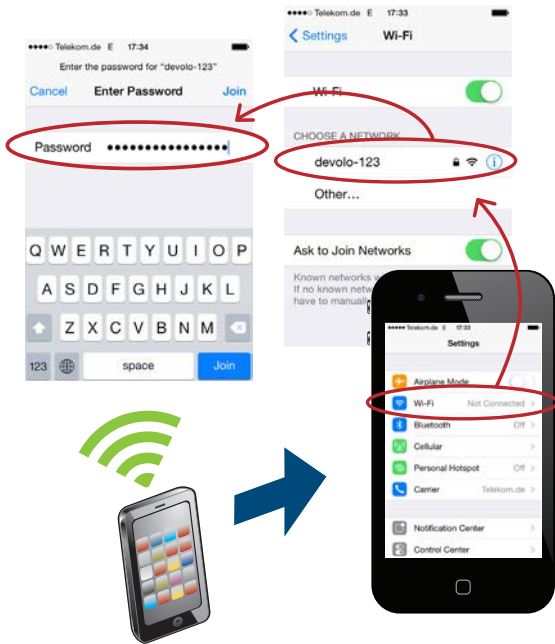 Telekom.de E 17:34
Enter the password for "devolo-123"
Cancel Enter Password Join
Password ••••••••••••••••
Q W E R T Y U I O P
A S D F G H J K L
Z X C V B N M
123 space Join
Telekom.de E 17:33
Settings Wi-Fi
Wi-Fi
CHOOSE A NETWORK
devolo-123
Other...
Ask to Join Networks
Known networks
If no known
have to
Telekom.de E 17:33
Settings
Airplane Mode
Wi-Fi Not Connected
Bluetooth Off
Cellular
Personal Hotspot Off
Carrier Telekom.de
Notification Center
Control Center